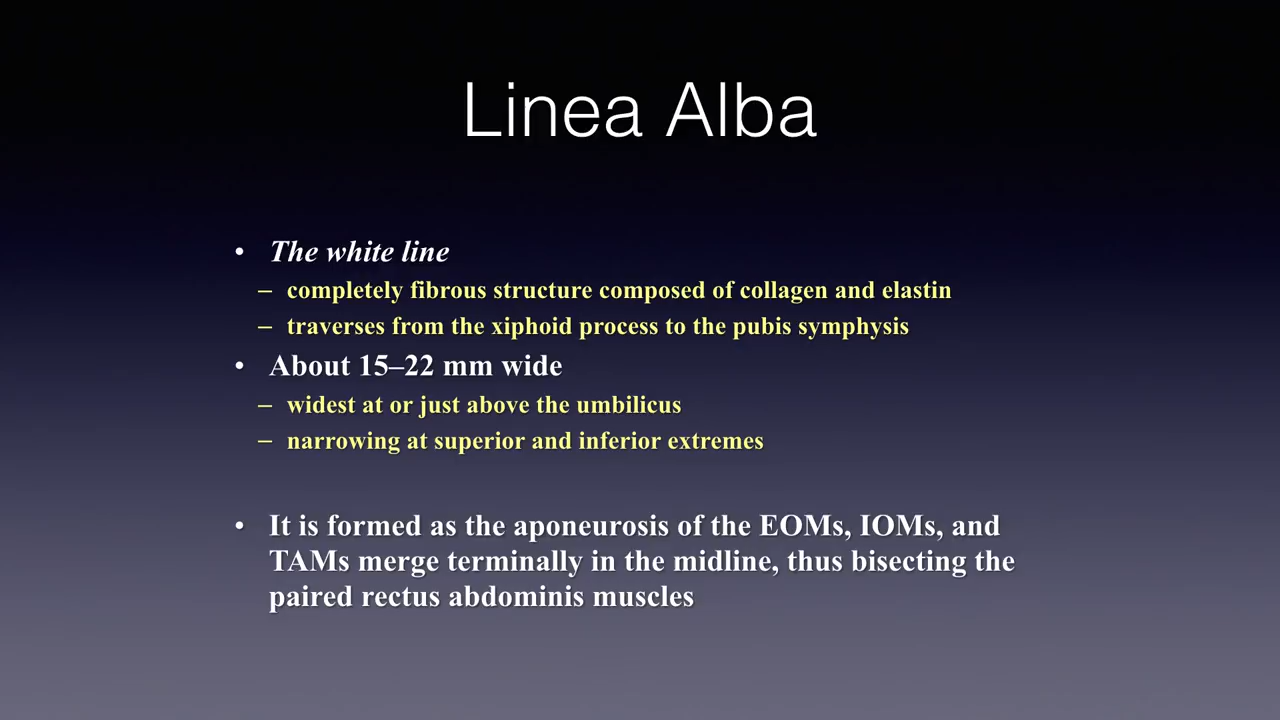 Linea Alba
• The white line
– completely fibrous structure composed of collagen and elastin
– traverses from the xiphoid process to the pubis symphysis
• About 15–22 mm wide
– widest at or just above the umbilicus
– narrowing at superior and inferior extremes
• It is formed as the aponeurosis of the EOMs, IOMs, and
TAMs merge terminally in the midline, thus bisecting the
paired rectus abdominis muscles